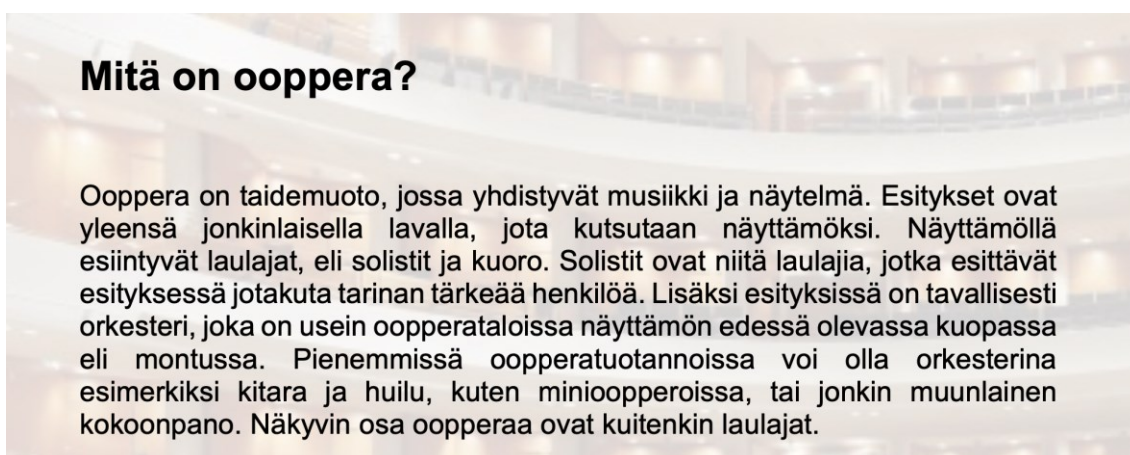 Mitä on ooppera?
Ooppera on taidemuoto, jossa yhdistyvät musiikki ja näytelmä. Esitykset ovat
yleensä jonkinlaisella lavalla, jota kutsutaan näyttämöksi. Näyttämöllä
esiintyvät laulajat, eli solistit ja kuoro. Solistit ovat niitä laulajia, jotka esittävät
esityksessä jotakuta tarinan tärkeää henkilöä. Lisäksi esityksissä on tavallisesti
orkesteri, joka on usein oopperataloissa näyttämön edessä olevassa kuopassa
eli montussa. Pienemmissä oopperatuotannoissa voi olla orkesterina
esimerkiksi kitara ja huilu, kuten minioopperoissa, tai jonkin muunlainen
kokoonpano. Näkyvin osa oopperaa ovat kuitenkin laulajat.